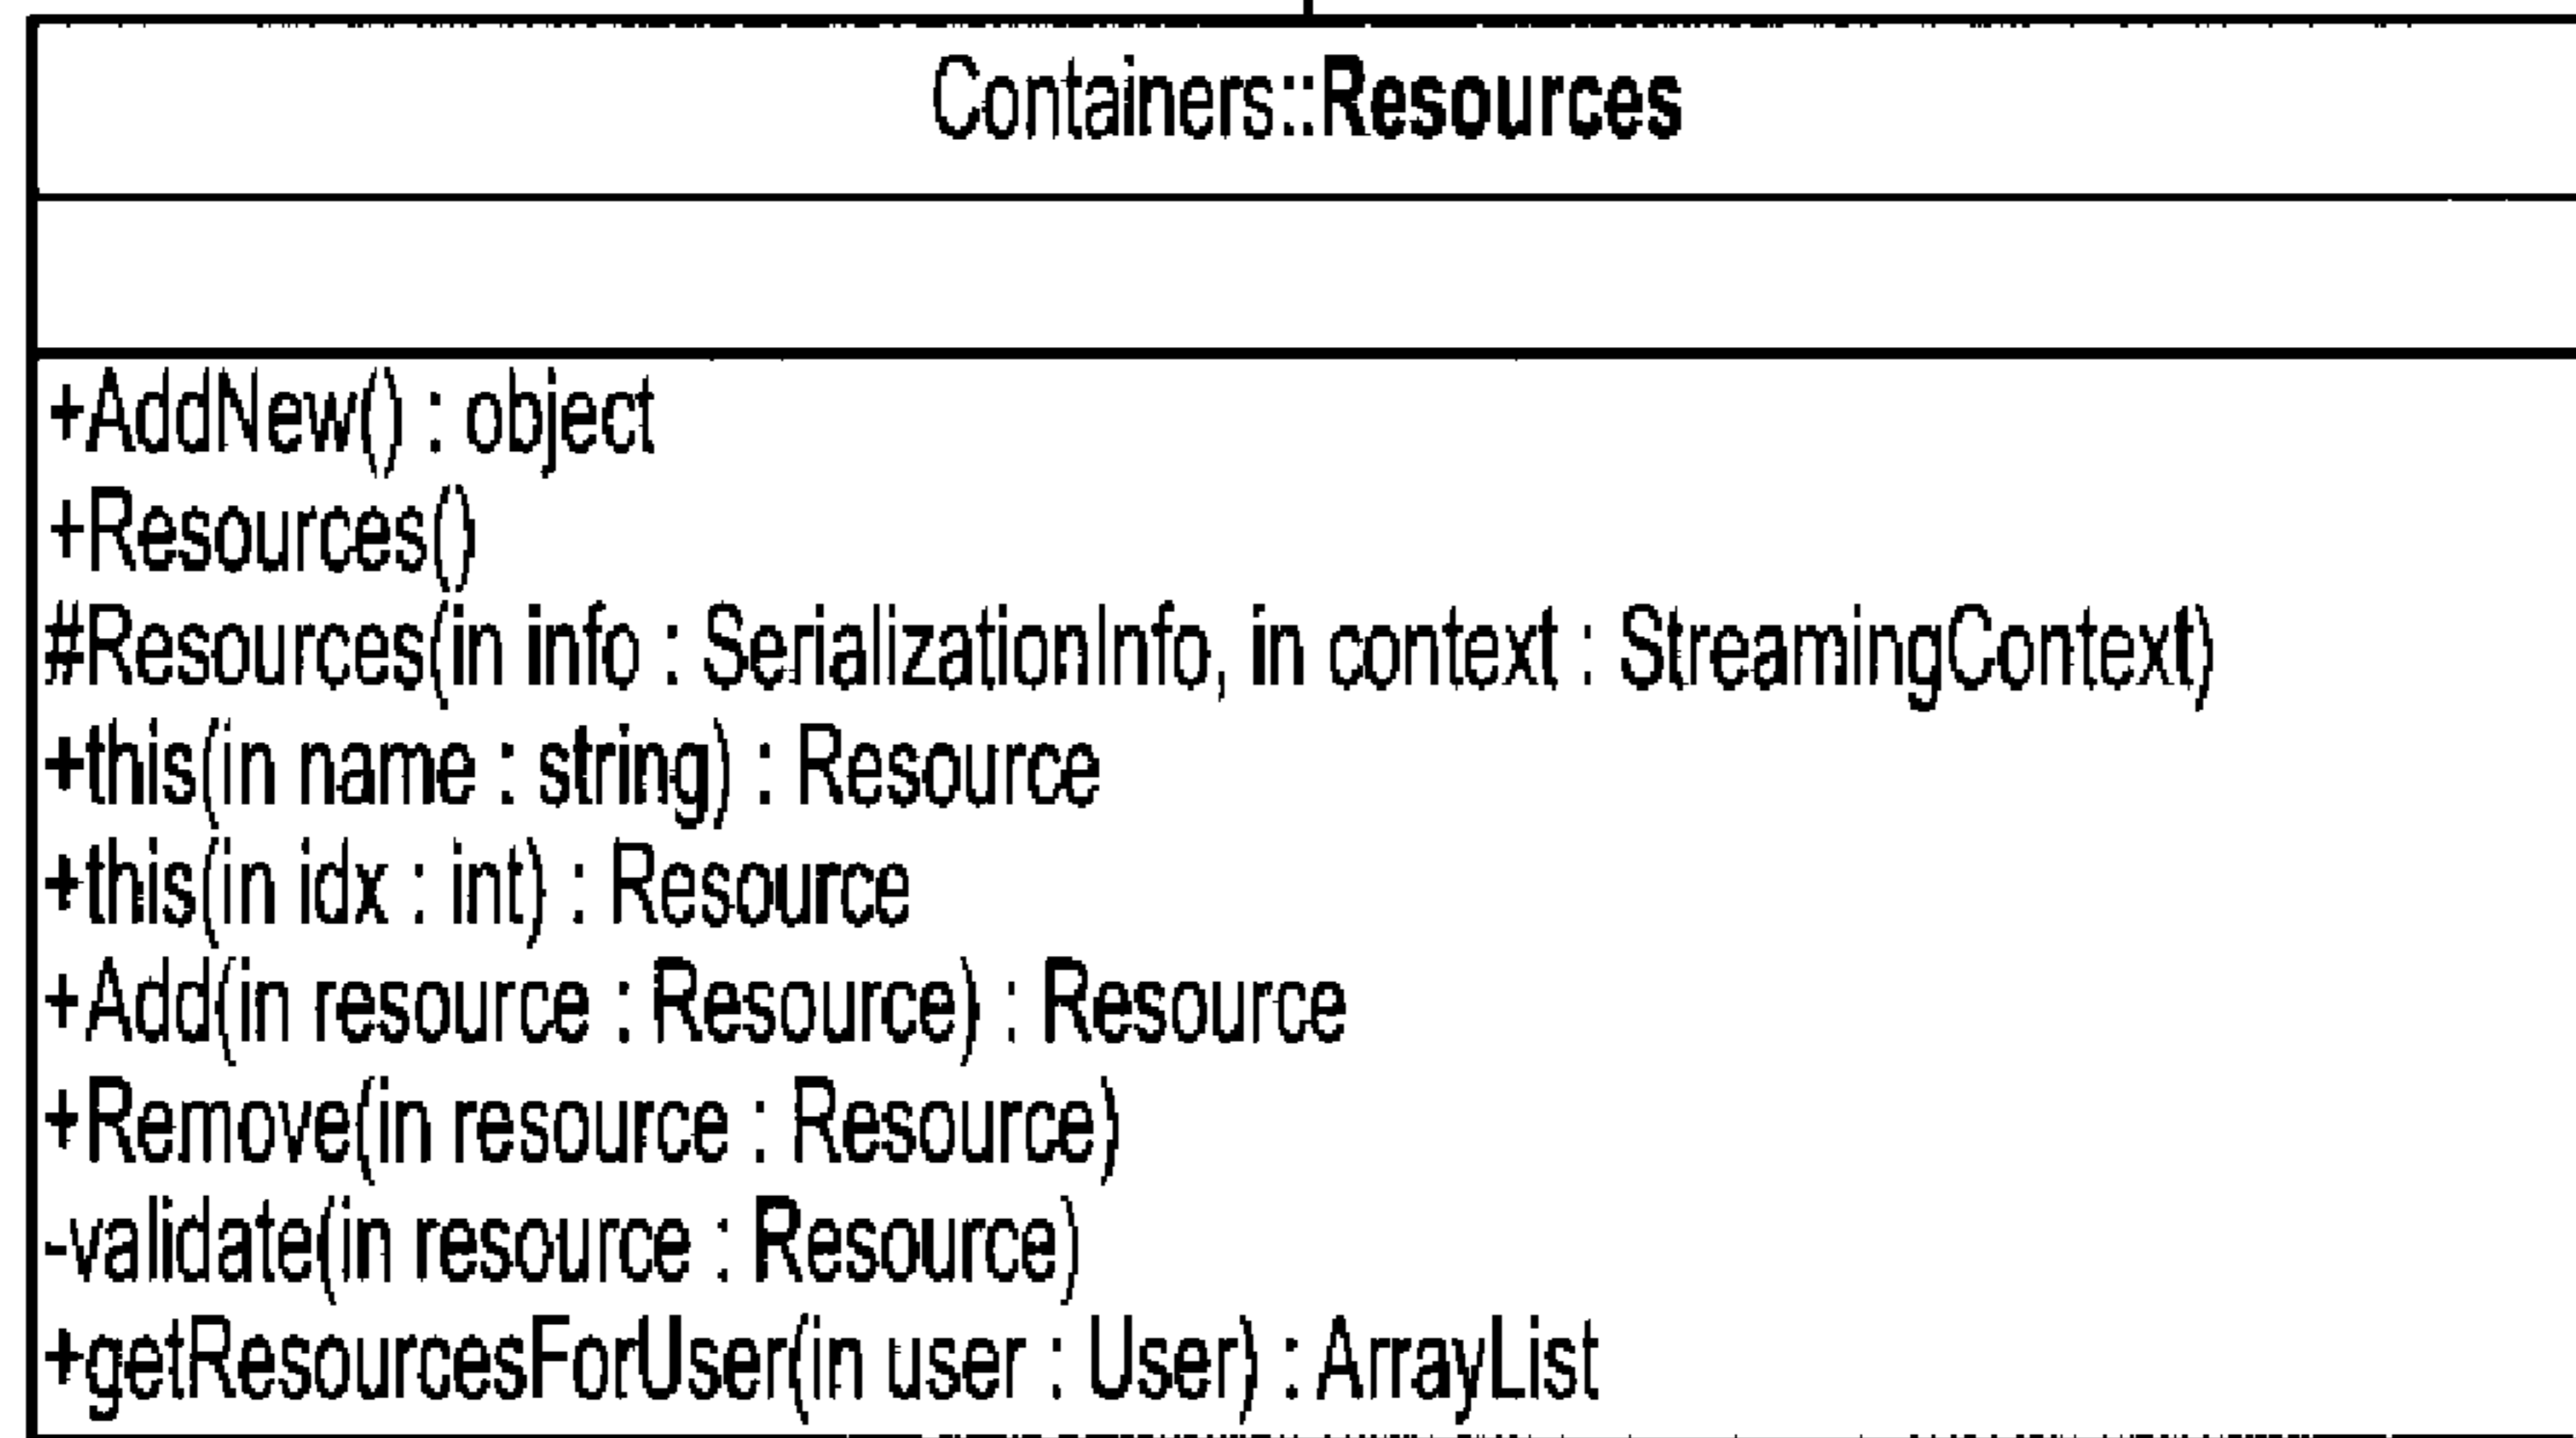 Containers::Resources
+AddNew() : object
+Resources()
#Resources(in info : SerializationInfo, in context : StreamingContext)
+this(in name : string) : Resource
+this(in idx : int) : Resource
+Add(in resource : Resource) : Resource
+Remove(in resource : Resource)
-validate(in resource : Resource)
+getResourcesForUser(in user : User) : ArrayList